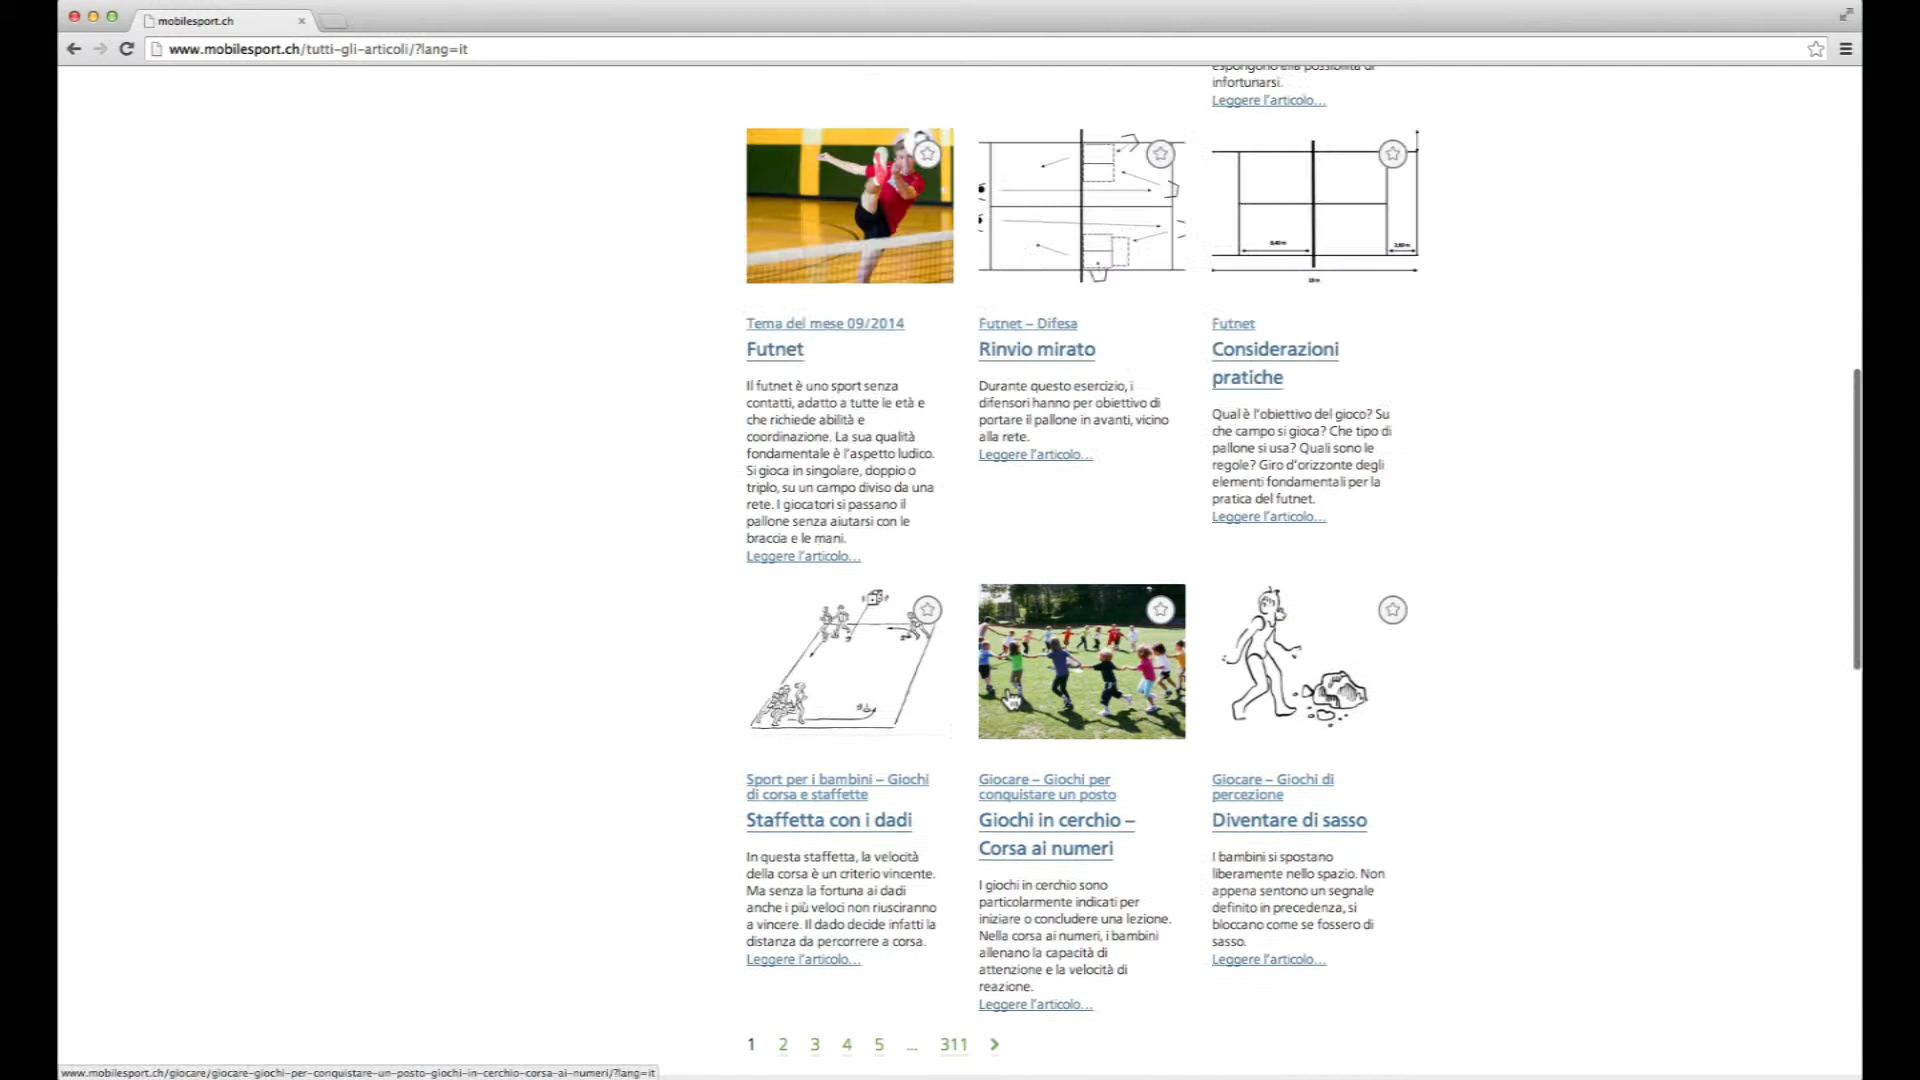 mobilesport.ch
www.mobilesport.ch/tutti-gli-articoli/?lang=it
espongono alla possibilità di
infortunarsi.
Leggere l'articolo...
Tema del mese 09/2014
Futnet
Il futnet è uno sport senza
contatti, adatto a tutte le età e
che richiede abilità e
coordinazione. La sua qualità
fondamentale è l'aspetto ludico.
Si gioca in singolare, doppio o
triplo, su un campo diviso da una
rete. I giocatori si passano il
pallone senza aiutarsi con le
braccia e le mani.
Leggere l'articolo...
Futnet – Difesa
Rinvio mirato
Durante questo esercizio, i
difensori hanno per obiettivo di
portare il pallone in avanti, vicino
alla rete.
Leggere l'articolo...
Futnet
Considerazioni
pratiche
Qual è l'obiettivo del gioco? Su
che campo si gioca? Che tipo di
pallone si usa? Quali sono le
regole? Giro d'orizzonte degli
elementi fondamentali per la
pratica del futnet.
Leggere l'articolo...
Sport per i bambini – Giochi
di corsa e staffette
Staffetta con i dadi
In questa staffetta, la velocità
della corsa è un criterio vincente.
Ma senza la fortuna ai dadi
anche i più veloci non riusciranno
a vincere. Il dado decide infatti la
distanza da percorrere a corsa.
Leggere l'articolo...
Giocare – Giochi per
conquistare un posto
Giochi in cerchio –
Corsa ai numeri
I giochi in cerchio sono
particolarmente indicati per
iniziare o concludere una lezione.
Nella corsa ai numeri, i bambini
allenano la capacità di
attenzione e la velocità di
reazione.
Leggere l'articolo...
Giocare – Giochi di
percezione
Diventare di sasso
I bambini si spostano
liberamente nello spazio. Non
appena sentono un segnale
definito in precedenza, si
bloccano come se fossero di
sasso.
Leggere l'articolo...
1 2 3 4 5 ... 311
www.mobilesport.ch/giocare/giocare-giochi-per-conquistare-un-posto-giochi-in-cerchio-corsa-ai-numeri/?lang=it